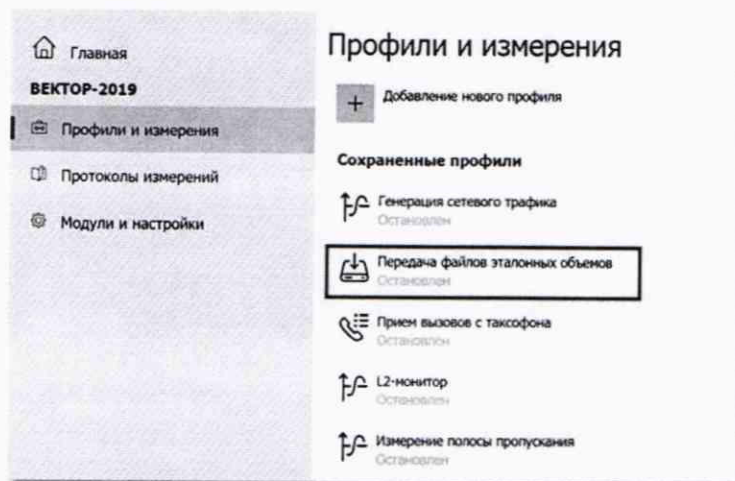 Главная
ВЕКТОР-2019
Профили и измерения
Протоколы измерений
Модули и настройки
Профили и измерения
Добавление нового профиля
Сохраненные профили
Генерация сетевого трафика
Остановлен
Передача файлов эталонных объемов
Остановлен
Прием вызовов с таксофона
Остановлен
L2-монитор
Остановлен
Измерение полосы пропускания
Остановлен